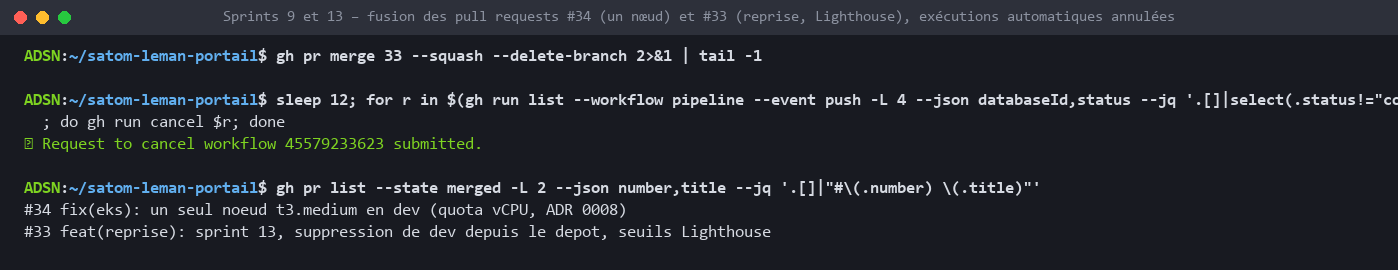 Sprints 9 et 13 – fusion des pull requests #34 (un nœud) et #33 (reprise, Lighthouse), exécutions automatiques annulées
ADSN:~/satom-leman-portail$ gh pr merge 33 --squash --delete-branch 2>&1 | tail -1
ADSN:~/satom-leman-portail$ sleep 12; for r in $(gh run list --workflow pipeline --event push -L 4 --json databaseId,status --jq '.[]|select(.status!="co
; do gh run cancel $r; done
Request to cancel workflow 45579233623 submitted.
ADSN:~/satom-leman-portail$ gh pr list --state merged -L 2 --json number,title --jq '.[]|"#\(.number) \(.title)"'
#34 fix(eks): un seul noeud t3.medium en dev (quota vCPU, ADR 0008)
#33 feat(reprise): sprint 13, suppression de dev depuis le depot, seuils Lighthouse